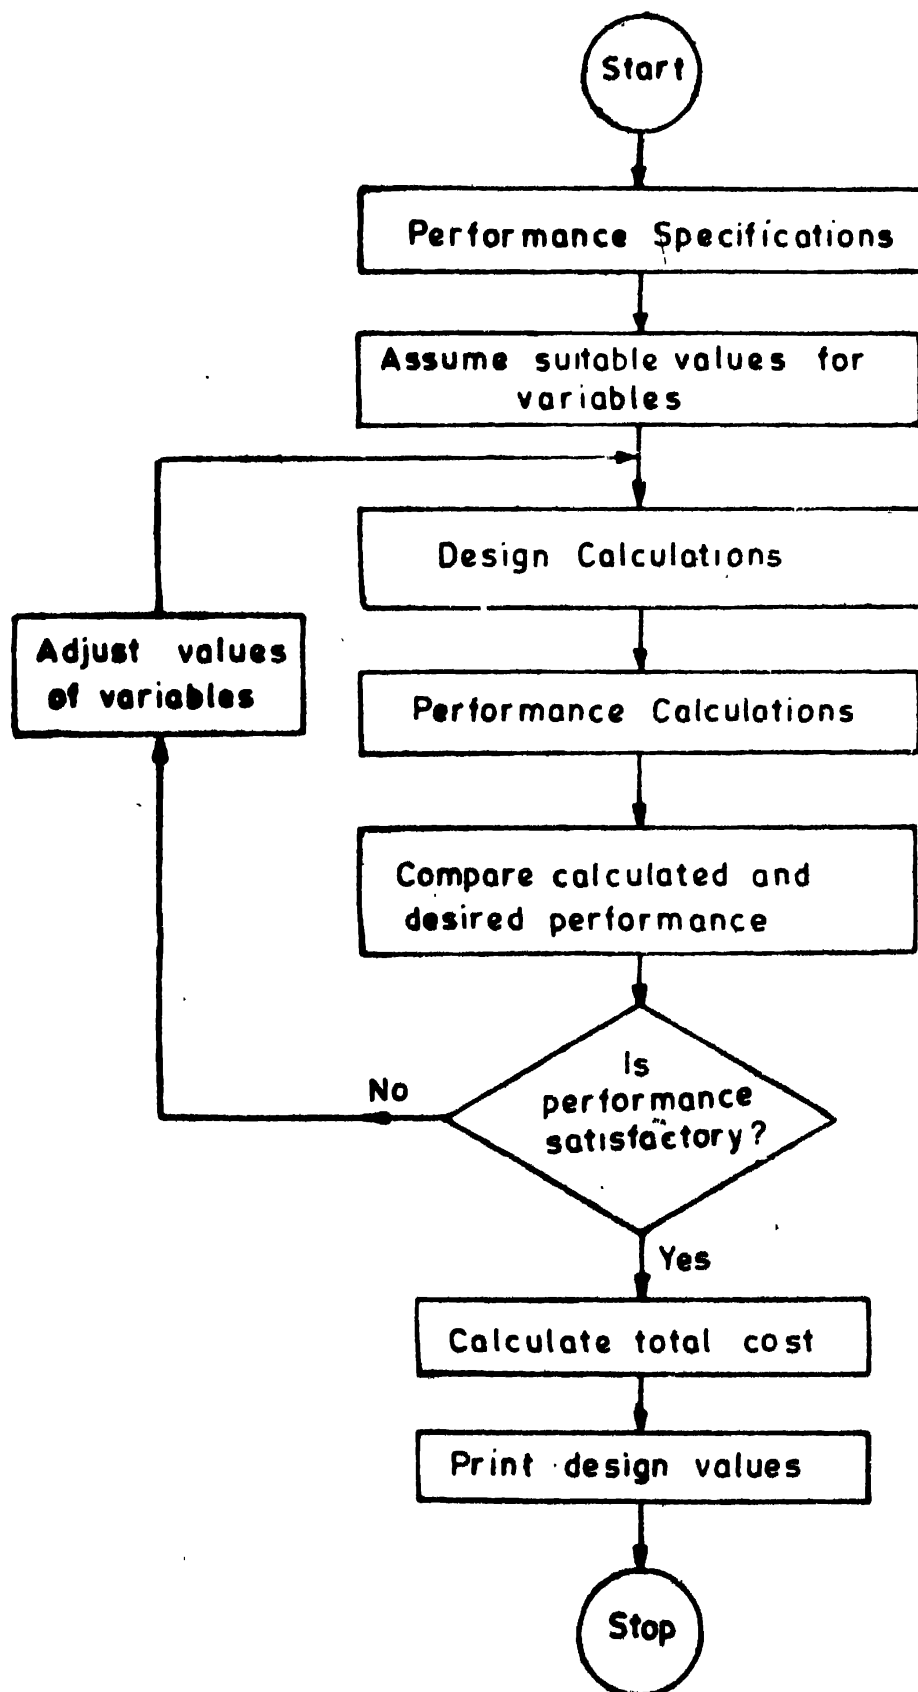 Start
Performance Specifications
Assume suitable values for
variables
Design Calculations
Adjust values
of variables
Performance Calculations
Compare calculated and
desired performance
Is
performance
satisfactory?
No
Yes
Calculate total cost
Print design values
Stop